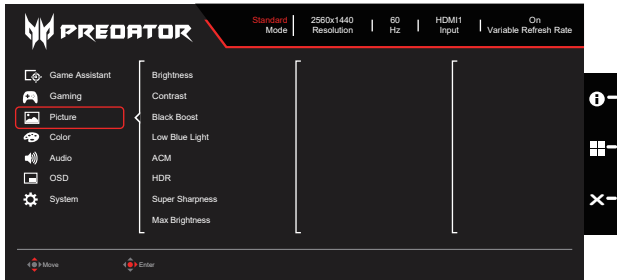 PREDATOR
Standard Mode
2560x1440 Resolution
60 Hz
HDMI1 Input
On Variable Refresh Rate
Game Assistant
Gaming
Picture
Color
Audio
OSD
System
Brightness
Contrast
Black Boost
Low Blue Light
ACM
HDR
Super Sharpness
Max Brightness
Move
Enter